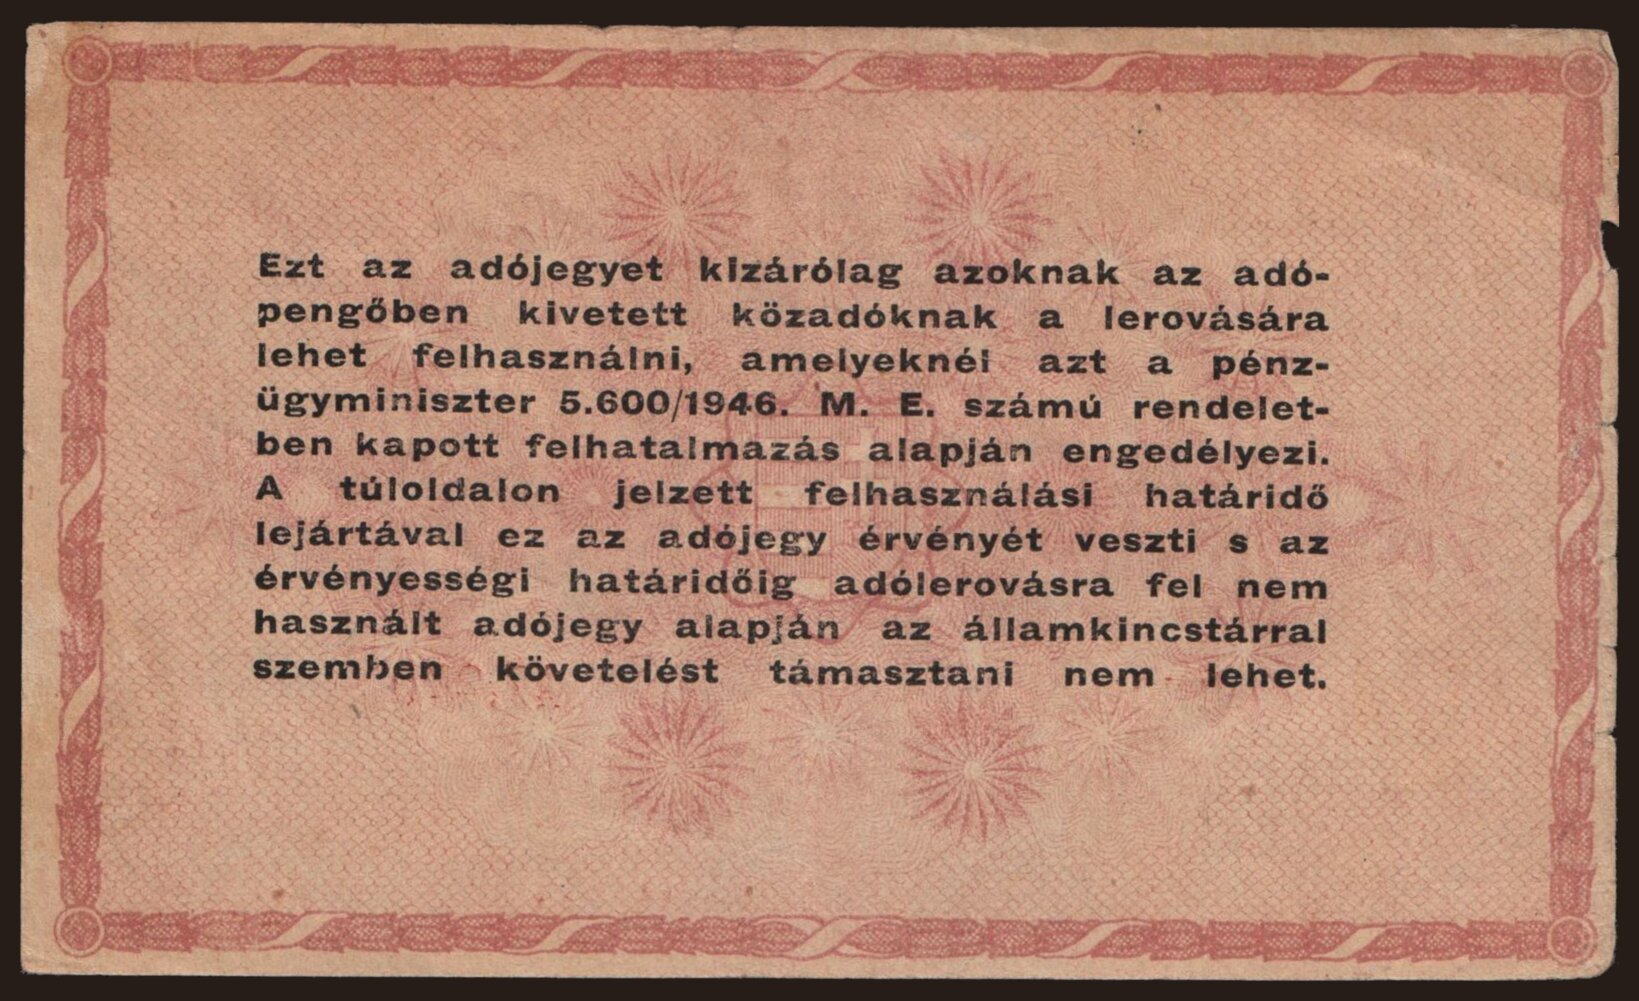 Ezt az adójegyet kizárólag azoknak az adó-
pengőben kivetett közadóknak a lerovására
lehet felhasználni, amelyeknél azt a pénz-
ügyminiszter 5.600/1946. M. E. számú rendelet-
ben kapott felhatalmazás alapján engedélyezi.
A túloldalon jelzett felhasználási határidő
lejártával ez az adójegy érvényét veszti s az
érvényességi határidőig adólerovásra fel nem
használt adójegy alapján az államkincstárral
szemben követelést támasztani nem lehet.